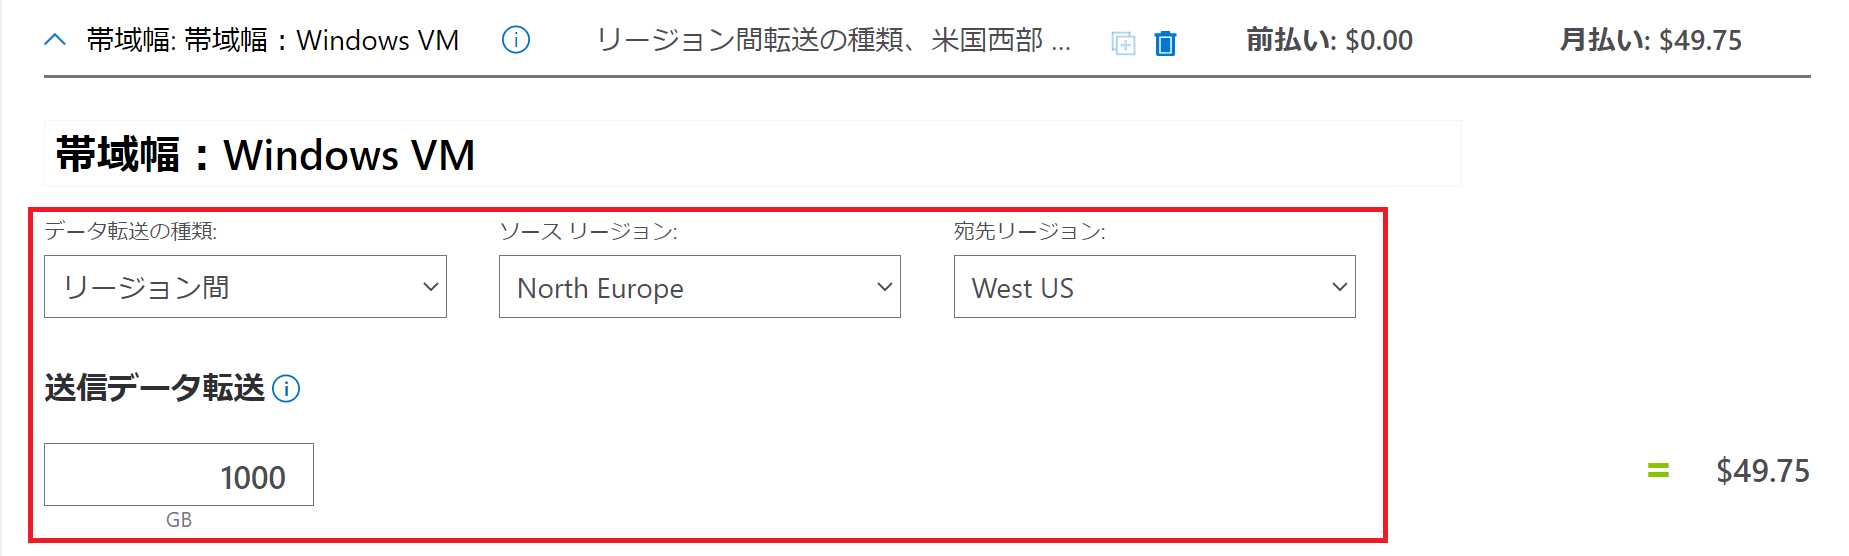 帯域幅: 帯域幅：Windows VM リージョン間転送の種類、米国西部 ... 前払い: $0.00 月払い: $49.75
帯域幅：Windows VM
データ転送の種類: ソース リージョン: 宛先リージョン:
リージョン間 North Europe West US
送信データ転送
1000 = $49.75
GB